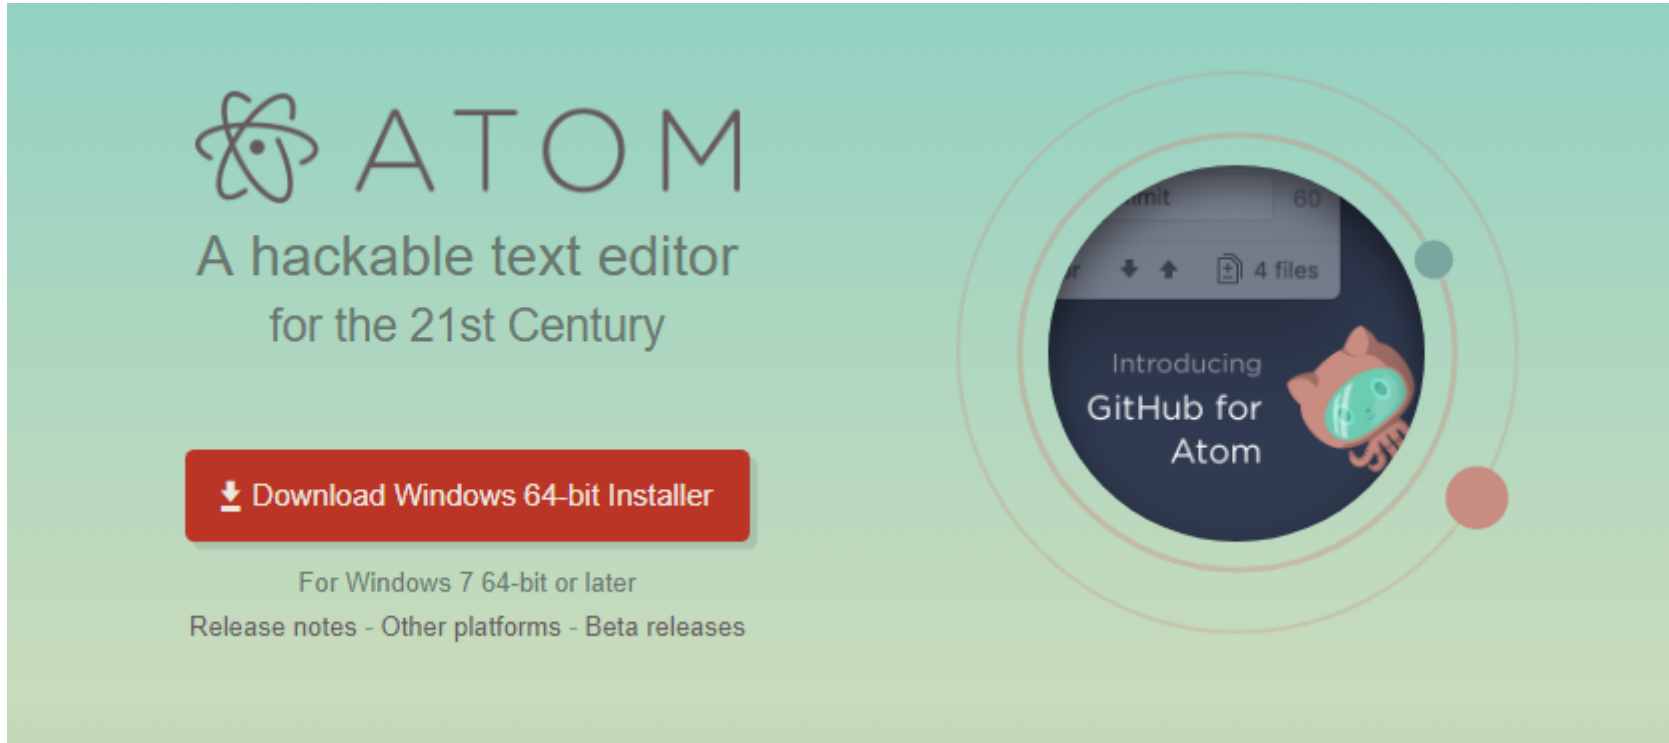 ATOM
A hackable text editor
for the 21st Century
Download Windows 64-bit Installer
For Windows 7 64-bit or later
Release notes - Other platforms - Beta releases
60
4 files
Introducing
GitHub for
Atom